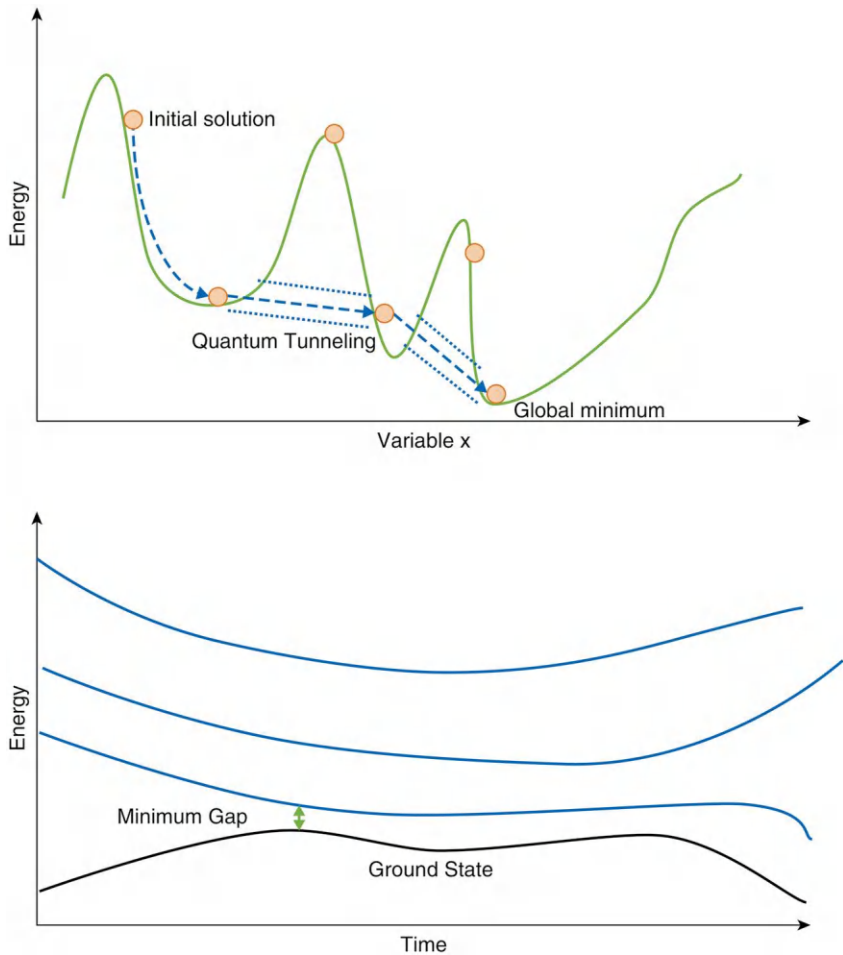 Energy
Initial solution
Quantum Tunneling
Global minimum
Variable x
Energy
Minimum Gap
Ground State
Time